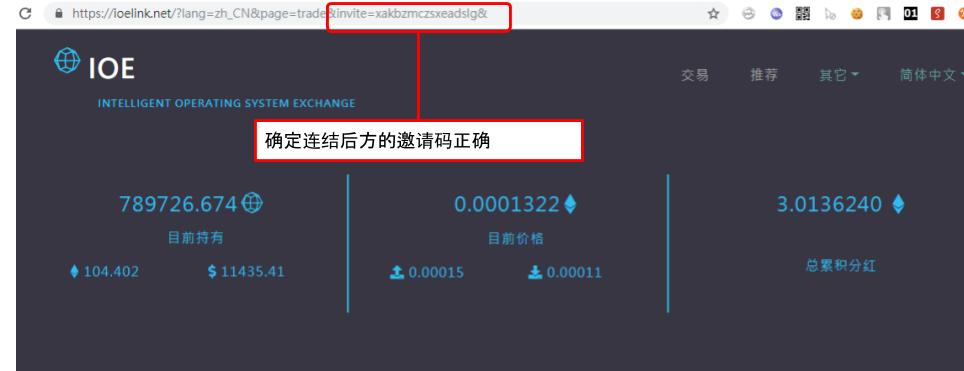 https://ioelink.net/?lang=zh_CN&page=trade&invite=xakbzmczsxeadslg&
01
IOE
交易 推荐 其它 简体中文
INTELLIGENT OPERATING SYSTEM EXCHANGE
确定连结后方的邀请码正确
789726.674
目前持有
104.402 $ 11435.41
0.0001322
目前价格
0.00015 0.00011
3.0136240
总累积分红